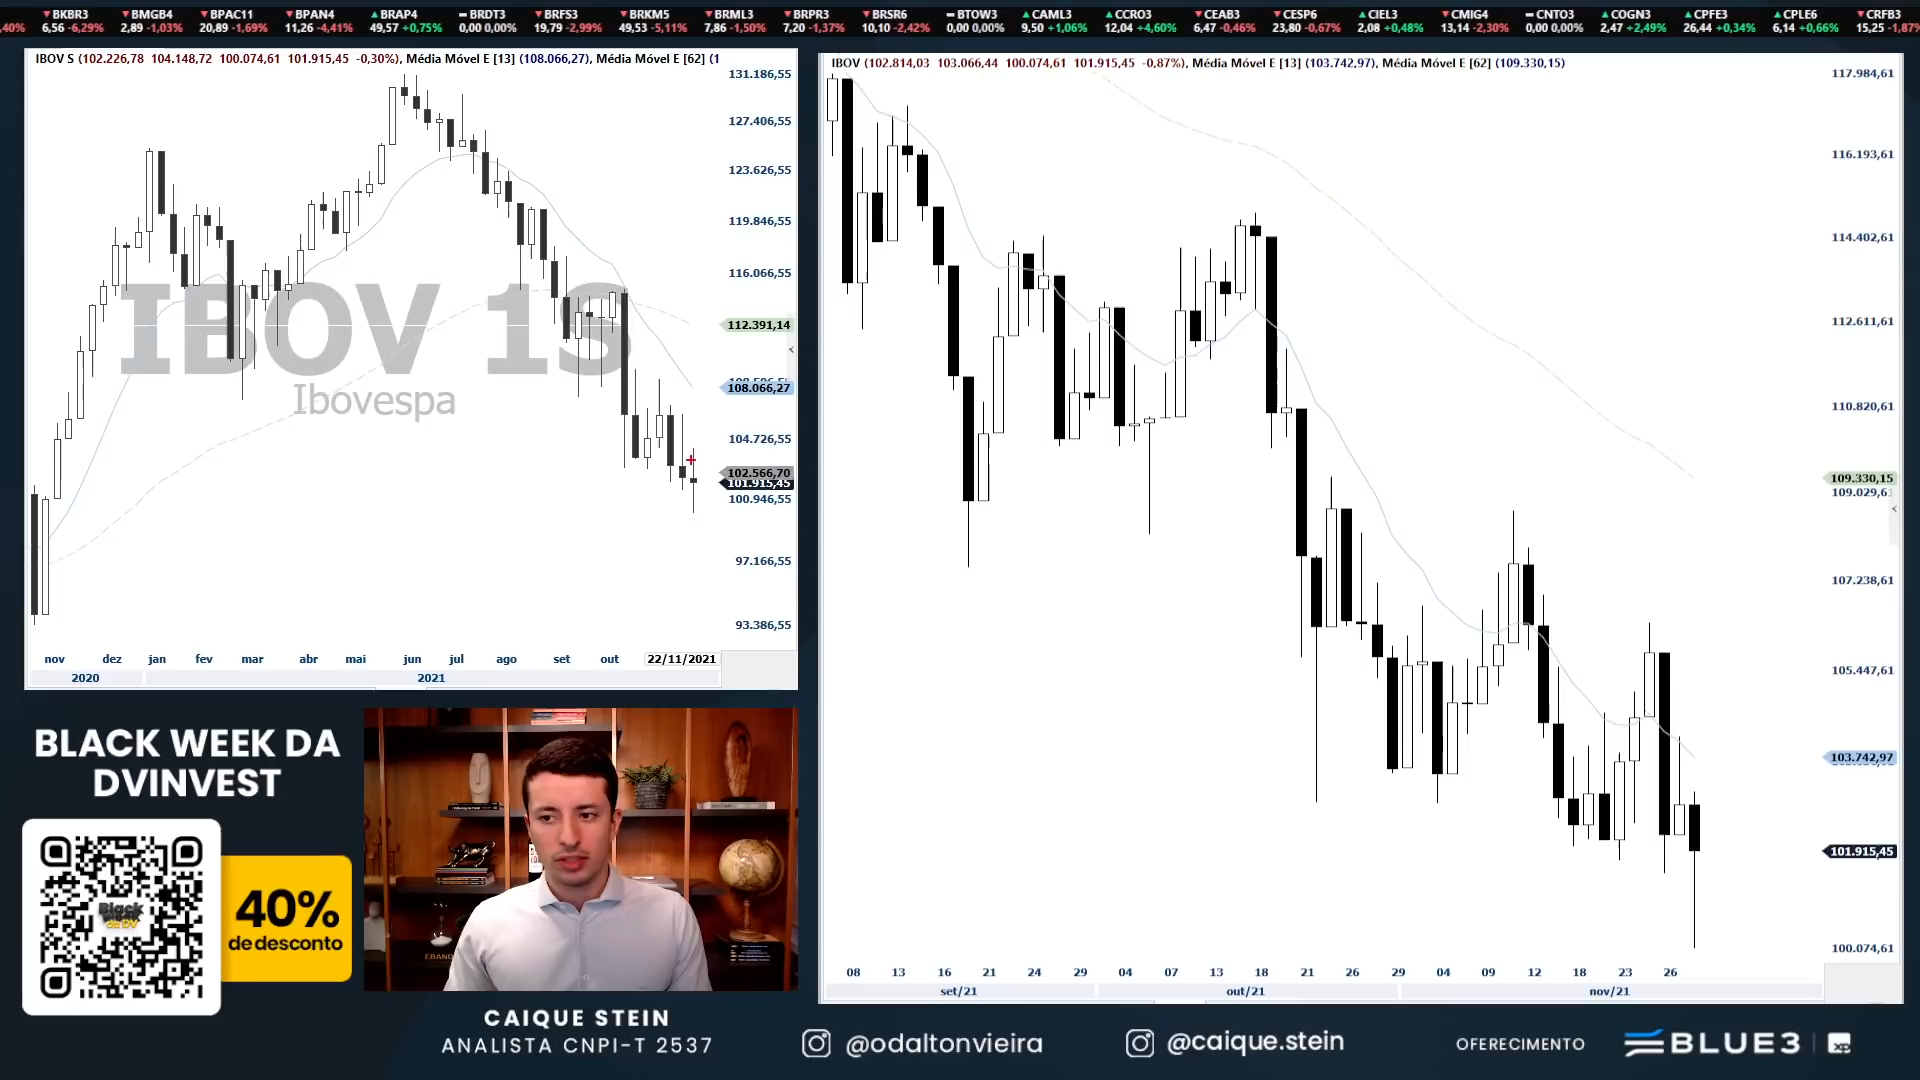 BKBR3 BMGB4 BPAC11 BPAN4 BRAP4 BRDT3 BRFS3 BRKM5 BRML3 BRPR3 BRSR6 BTOW3 CAML3 CCRO3 CEAB3 CESP6 CIEL3 CMIG4 CNTO3 COGN3 CPFE3 CPLE6 CRFB3
,40% 6,56 -6,29% 2,89 -1,03% 20,89 -1,69% 11,26 -4,41% 49,57 +0,75% 0,00 0,00% 19,79 -2,99% 49,53 -5,11% 7,86 -1,50% 7,20 -1,37% 10,10 -2,42% 0,00 0,00% 9,50 +1,06% 12,04 +4,60% 6,47 -0,46% 23,80 -0,67% 2,08 +0,48% 13,14 -2,30% 0,00 0,00% 2,47 +2,49% 26,44 +0,34% 6,14 +0,66% 15,25 -1,87%
IBOV S (102.226,78 104.148,72 100.074,61 101.915,45 -0,30%), Média Móvel E [13] (108.066,27), Média Móvel E [62] (1
131.186,55
127.406,55
123.626,55
119.846,55
116.066,55
112.391,14
108.066,27
104.726,55
102.566,70
101.915,45
100.946,55
97.166,55
93.386,55
IBOV 1S
Ibovespa
nov dez jan fev mar abr mai jun jul ago set out 22/11/2021
2020 2021
IBOV (102.814,03 103.066,44 100.074,61 101.915,45 -0,87%), Média Móvel E [13] (103.742,97), Média Móvel E [62] (109.330,15)
117.984,61
116.193,61
114.402,61
112.611,61
110.820,61
109.330,15
109.029,61
107.238,61
105.447,61
103.742,97
101.915,45
100.074,61
08 13 16 21 24 29 04 07 13 18 21 26 29 04 09 12 18 23 26
set/21 out/21 nov/21
BLACK WEEK DA
DVINVEST
Black
Week
da DV
40%
de desconto
EBANO
CAIQUE STEIN
ANALISTA CNPI-T 2537
@odaltonvieira
@caique.stein
OFERECIMENTO
BLUE3
xp